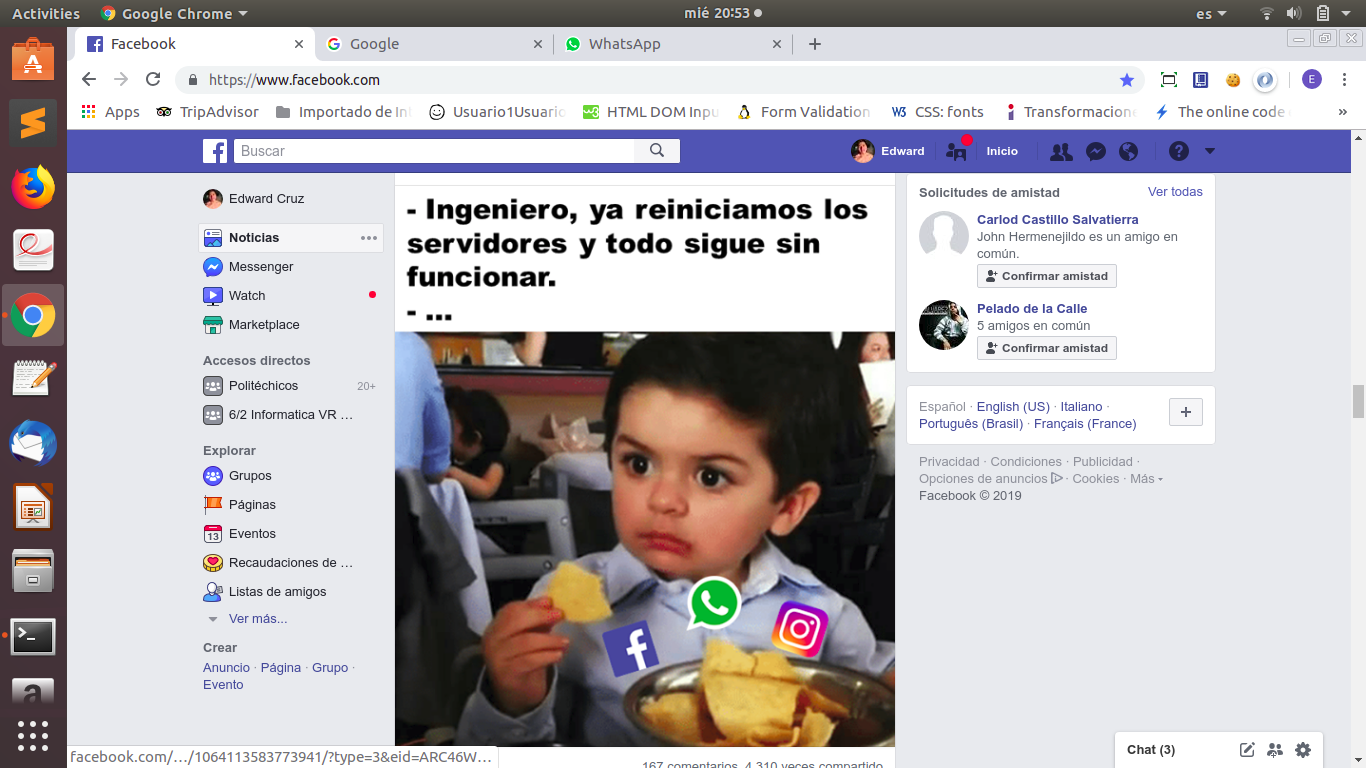 Activities
Google Chrome
mié 20:53
es
Facebook
Google
WhatsApp
https://www.facebook.com
E
Apps
TripAdvisor
Importado de In
Usuario1Usuario
HTML DOM Inpu
Form Validation
W3 CSS: fonts
Transformacione
The online code
»
Buscar
Edward
Inicio
Edward Cruz
Noticias
Messenger
Watch
Marketplace
Accesos directos
Politéchicos 20+
6/2 Informatica VR ...
Explorar
Grupos
Páginas
13 Eventos
Recaudaciones de ...
Listas de amigos
Ver más...
Crear
Anuncio · Página · Grupo ·
Evento
- Ingeniero, ya reiniciamos los
servidores y todo sigue sin
funcionar.
- ...
167 comentarios 4.310 veces compartido
Solicitudes de amistad Ver todas
Carlod Castillo Salvatierra
John Hermenejildo es un amigo en
común.
Confirmar amistad
Pelado de la Calle
5 amigos en común
Confirmar amistad
Español · English (US) · Italiano ·
Português (Brasil) · Français (France)
Privacidad · Condiciones · Publicidad ·
Opciones de anuncios · Cookies · Más
Facebook © 2019
Chat (3)
facebook.com/.../1064113583773941/?type=3&eid=ARC46W...